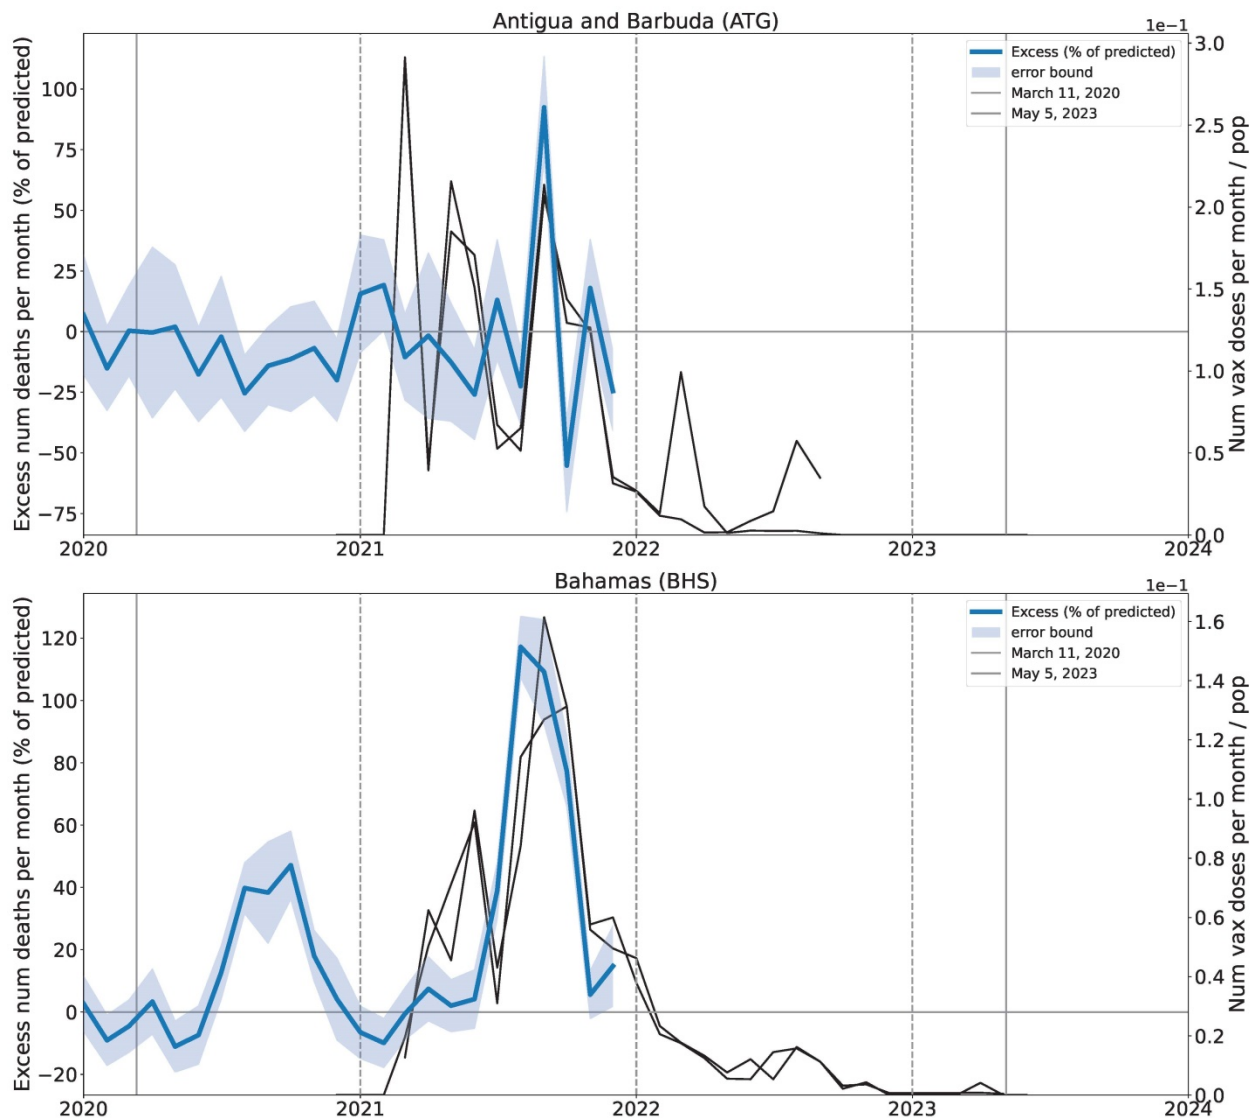 Antigua and Barbuda (ATG)
1e−1
Excess num deaths per month (% of predicted)
100
75
50
25
0
−25
−50
−75
Excess (% of predicted)
error bound
March 11, 2020
May 5, 2023
3.0
2.5
2.0
1.5
1.0
0.5
0.0
Num vax doses per month / pop
2020
2021
2022
2023
2024
Bahamas (BHS)
1e−1
Excess num deaths per month (% of predicted)
120
100
80
60
40
20
0
−20
Excess (% of predicted)
error bound
March 11, 2020
May 5, 2023
1.6
1.4
1.2
1.0
0.8
0.6
0.4
0.2
0.0
Num vax doses per month / pop
2020
2021
2022
2023
2024